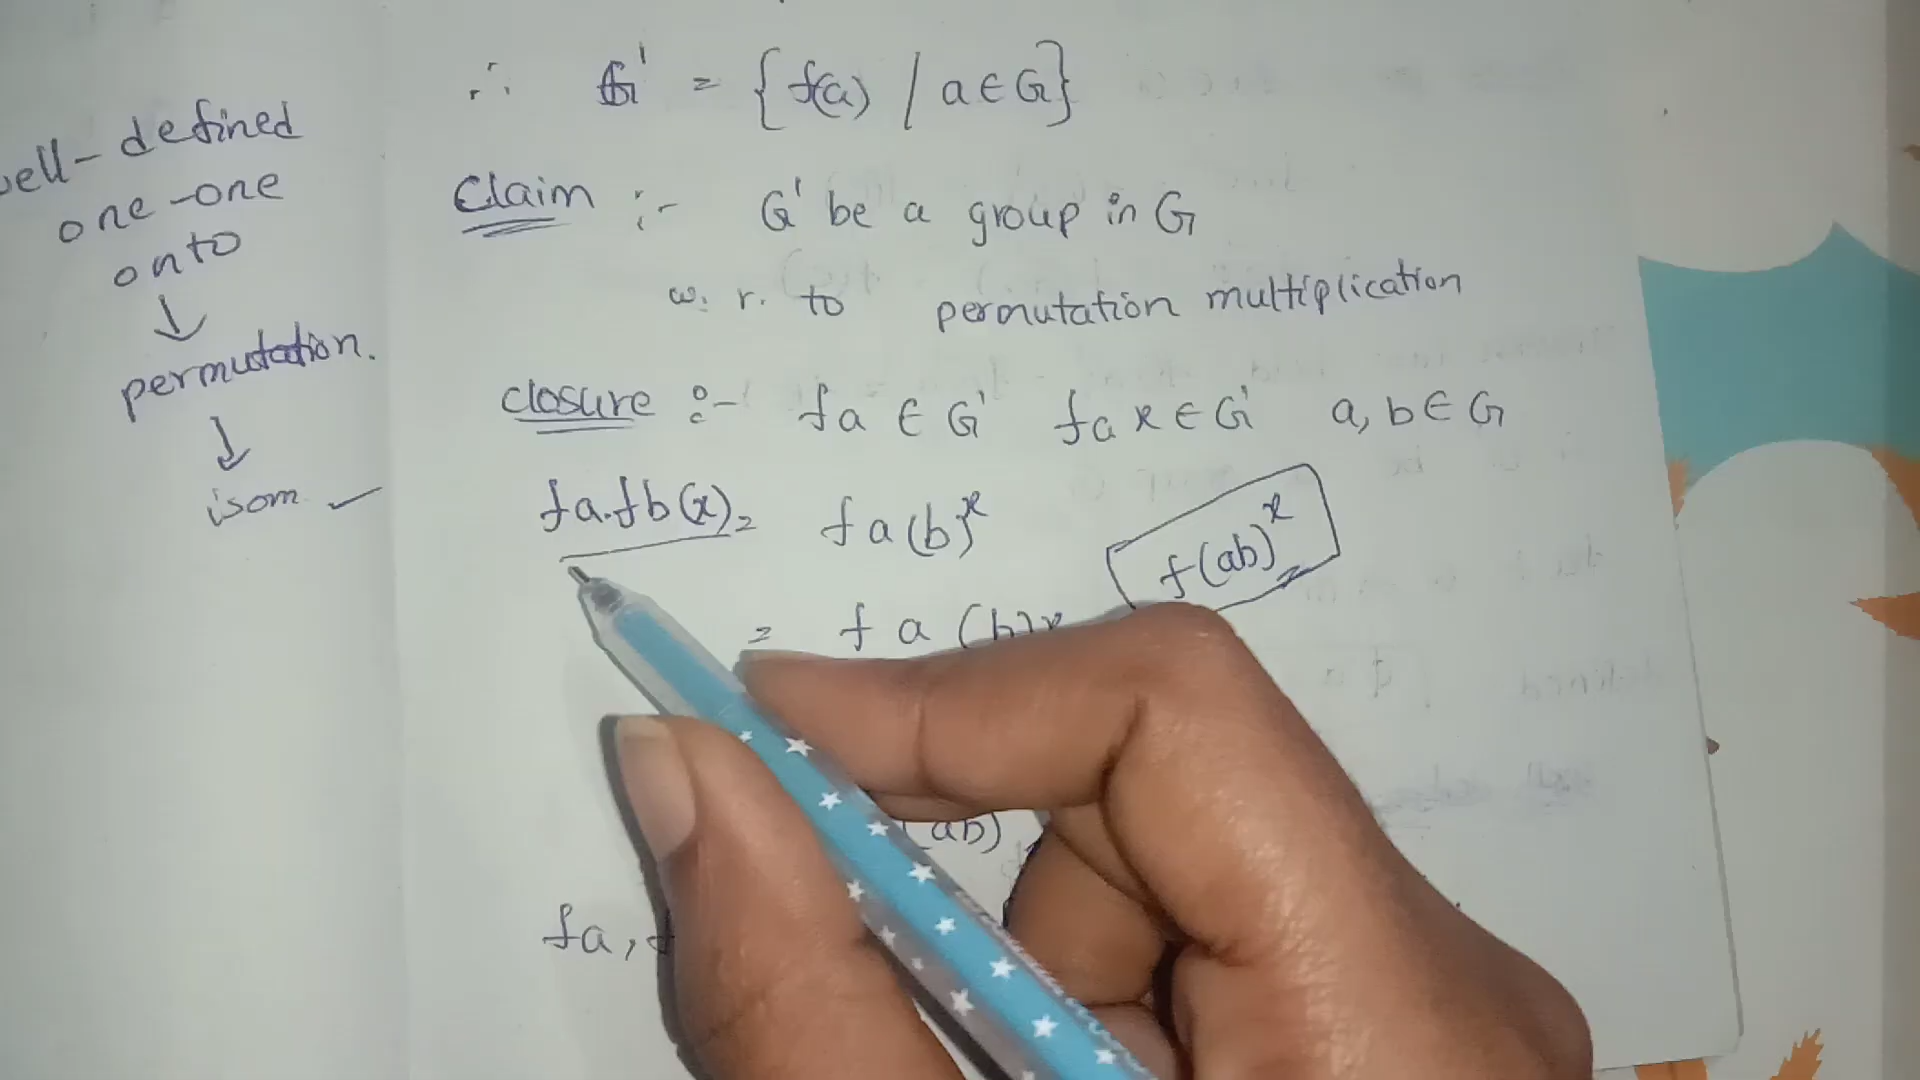 well-defined
one-one
onto
↓
permutation.
↓
isom ✓
∴ G' = {f(a) / a ∈ G}
Claim :- G' be a group in G
w. r. to permutation multiplication
closure :- fa ∈ G' fa x ∈ G' a, b ∈ G
fa.fb(x) = fa(b)x f(ab)x
= f a (b)x
(ab)
fa,